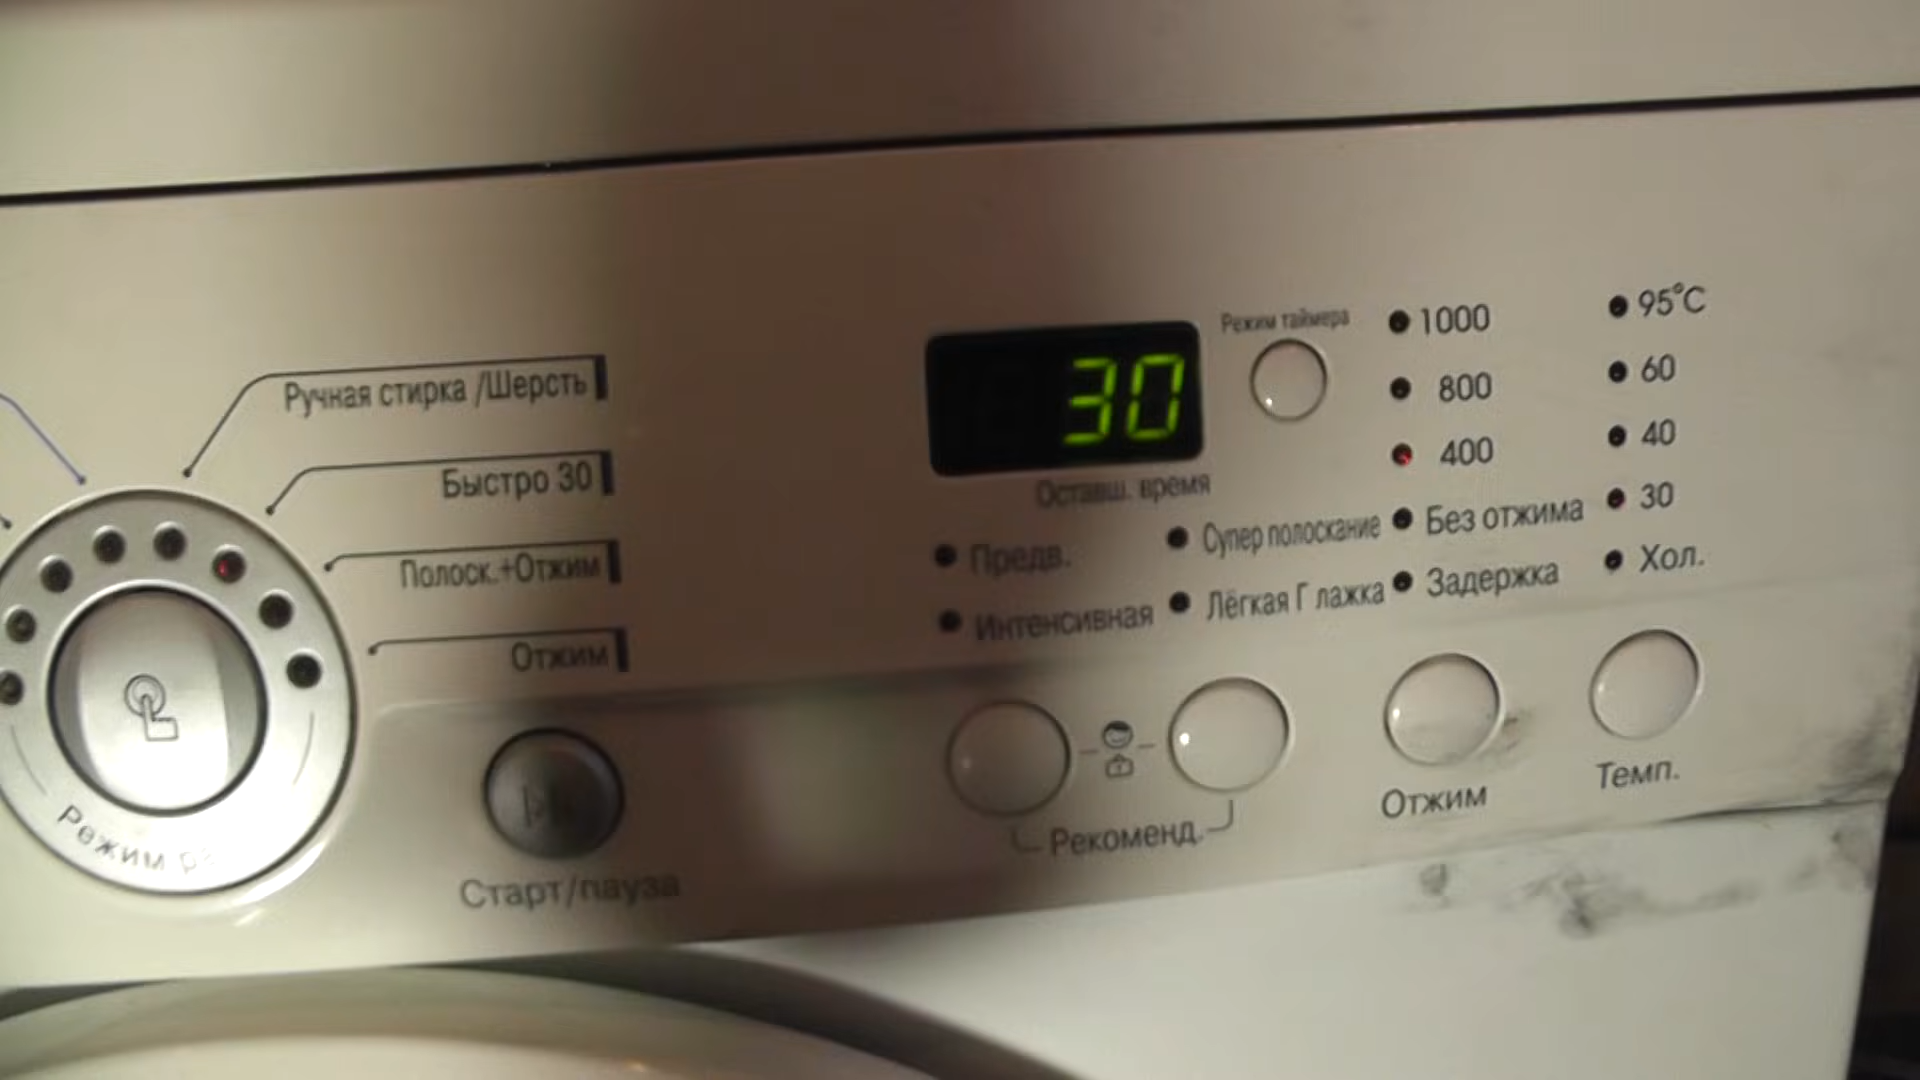 Ручная стирка /Шерсть
Быстро 30
Полоск.+Отжим
Отжим
Режим
Старт/пауза
30
Оставш. время
Режим таймера
Предв.
Интенсивная
Супер полоскание
Лёгкая Г лажка
Рекоменд.
1000
800
400
Без отжима
Задержка
Отжим
95°C
60
40
30
Хол.
Темп.